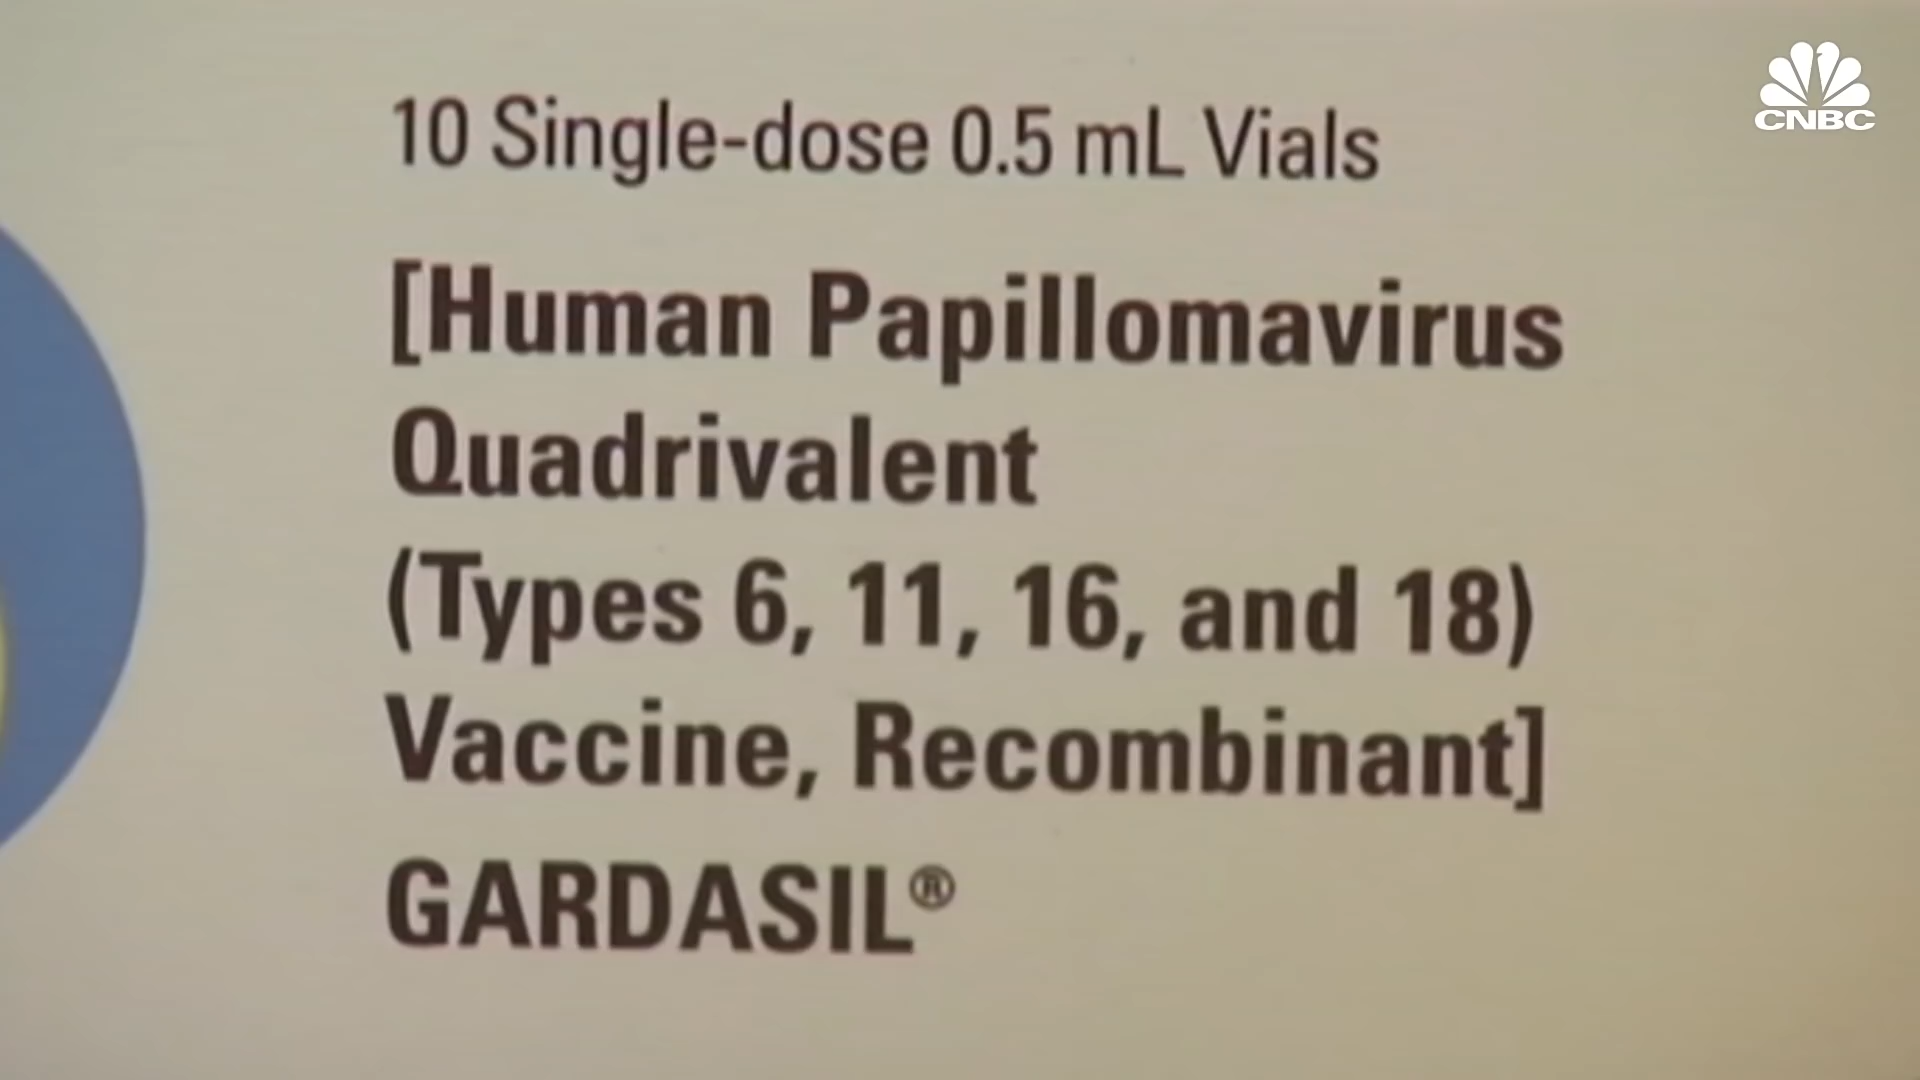 CNBC
10 Single-dose 0.5 mL Vials
[Human Papillomavirus
Quadrivalent
(Types 6, 11, 16, and 18)
Vaccine, Recombinant]
GARDASIL®